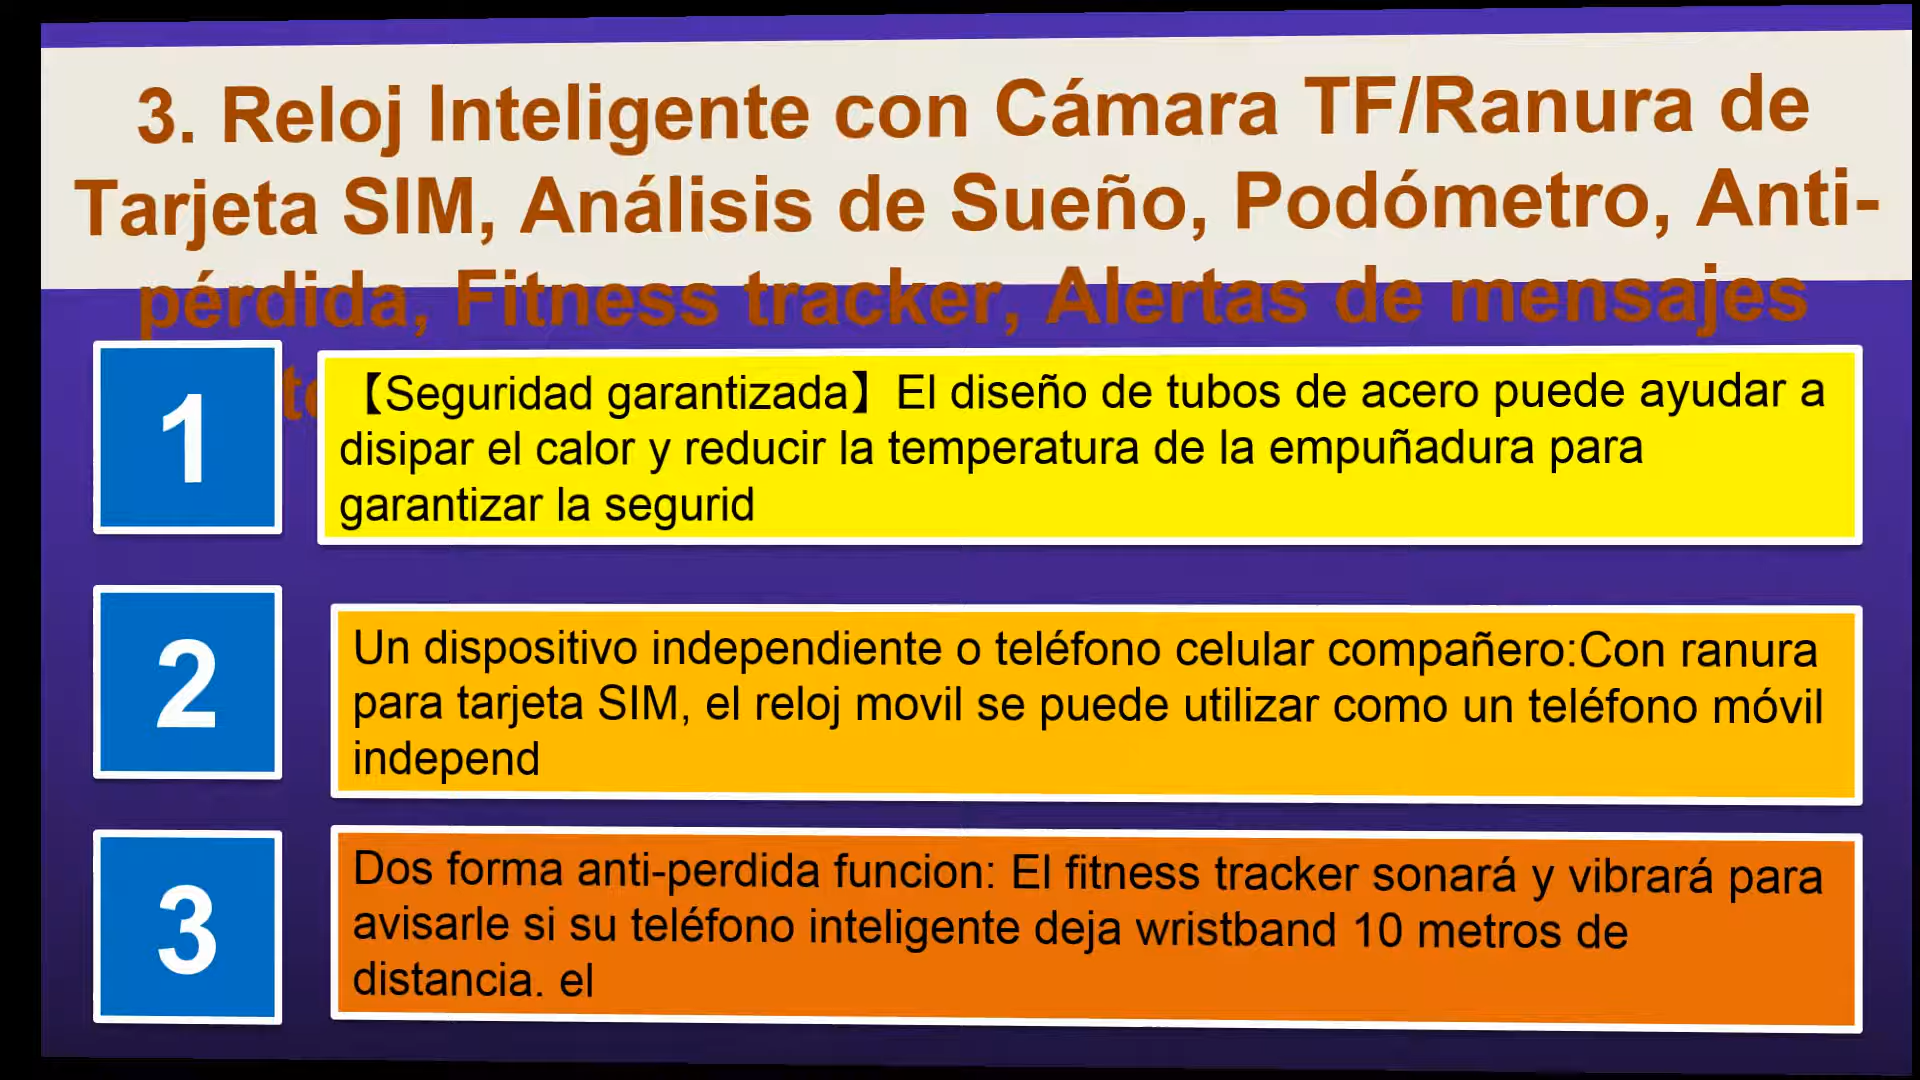 3. Reloj Inteligente con Cámara TF/Ranura de
Tarjeta SIM, Análisis de Sueño, Podómetro, Anti-
pérdida, Fitness tracker, Alertas de mensajes
1
【Seguridad garantizada】El diseño de tubos de acero puede ayudar a
disipar el calor y reducir la temperatura de la empuñadura para
garantizar la segurid
2
Un dispositivo independiente o teléfono celular compañero:Con ranura
para tarjeta SIM, el reloj movil se puede utilizar como un teléfono móvil
independ
3
Dos forma anti-perdida funcion: El fitness tracker sonará y vibrará para
avisarle si su teléfono inteligente deja wristband 10 metros de
distancia. el